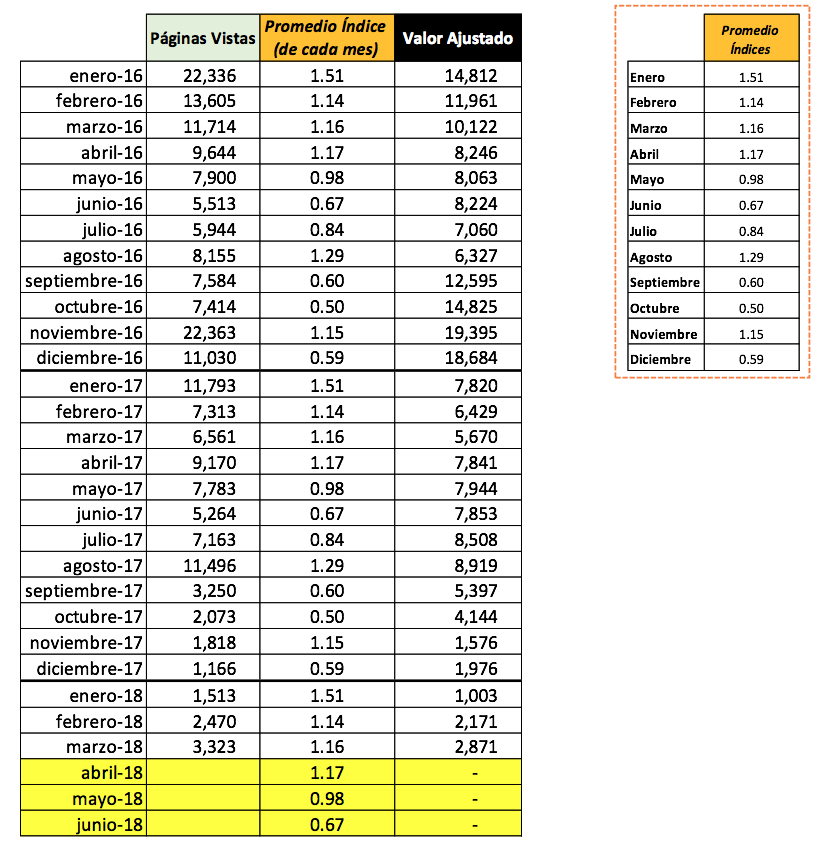 Páginas Vistas Promedio Índice (de cada mes) Valor Ajustado
enero-16 22,336 1.51 14,812
febrero-16 13,605 1.14 11,961
marzo-16 11,714 1.16 10,122
abril-16 9,644 1.17 8,246
mayo-16 7,900 0.98 8,063
junio-16 5,513 0.67 8,224
julio-16 5,944 0.84 7,060
agosto-16 8,155 1.29 6,327
septiembre-16 7,584 0.60 12,595
octubre-16 7,414 0.50 14,825
noviembre-16 22,363 1.15 19,395
diciembre-16 11,030 0.59 18,684
enero-17 11,793 1.51 7,820
febrero-17 7,313 1.14 6,429
marzo-17 6,561 1.16 5,670
abril-17 9,170 1.17 7,841
mayo-17 7,783 0.98 7,944
junio-17 5,264 0.67 7,853
julio-17 7,163 0.84 8,508
agosto-17 11,496 1.29 8,919
septiembre-17 3,250 0.60 5,397
octubre-17 2,073 0.50 4,144
noviembre-17 1,818 1.15 1,576
diciembre-17 1,166 0.59 1,976
enero-18 1,513 1.51 1,003
febrero-18 2,470 1.14 2,171
marzo-18 3,323 1.16 2,871
abril-18 1.17 -
mayo-18 0.98 -
junio-18 0.67 -
Promedio
Índices
Enero 1.51
Febrero 1.14
Marzo 1.16
Abril 1.17
Mayo 0.98
Junio 0.67
Julio 0.84
Agosto 1.29
Septiembre 0.60
Octubre 0.50
Noviembre 1.15
Diciembre 0.59